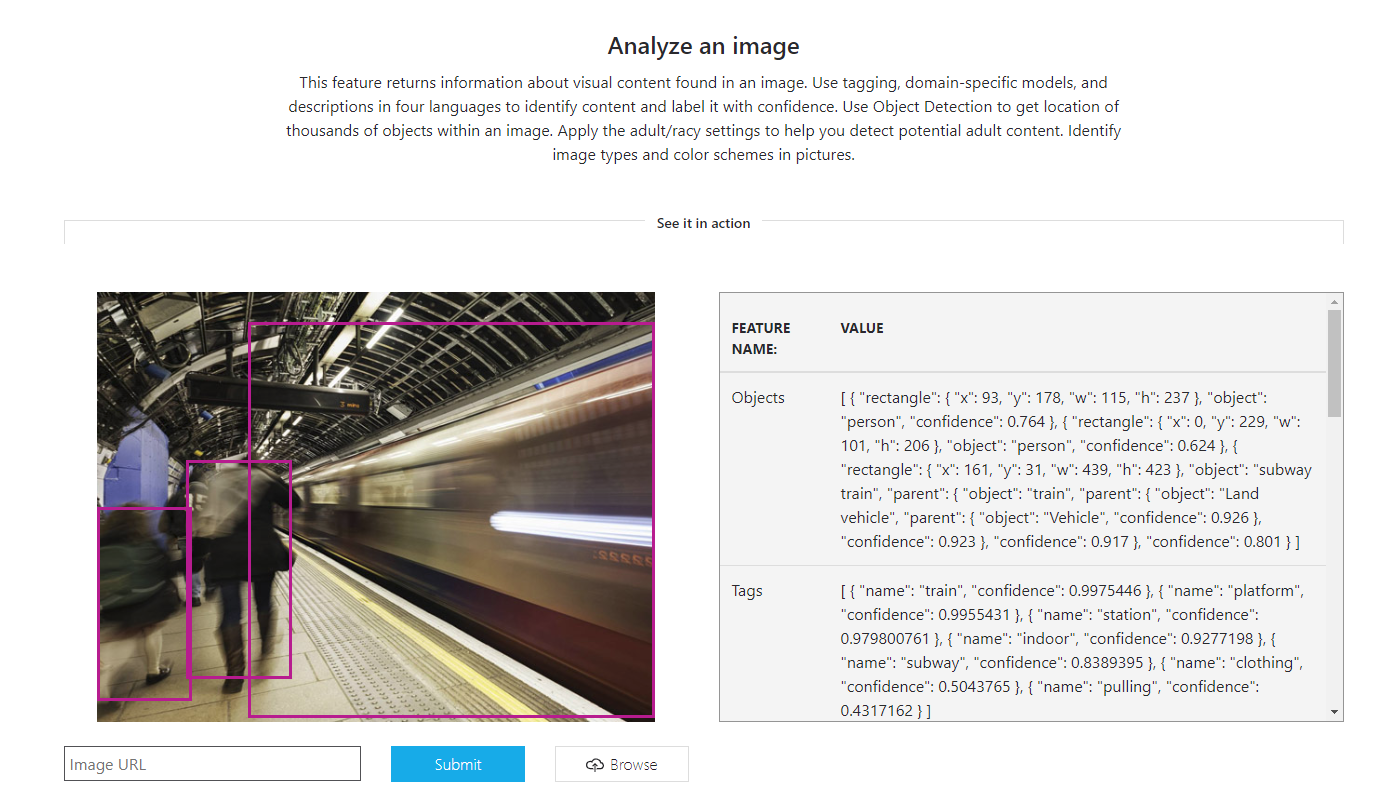 Analyze an image
This feature returns information about visual content found in an image. Use tagging, domain-specific models, and
descriptions in four languages to identify content and label it with confidence. Use Object Detection to get location of
thousands of objects within an image. Apply the adult/racy settings to help you detect potential adult content. Identify
image types and color schemes in pictures.
See it in action
FEATURE
NAME:
VALUE
Objects
[ { "rectangle": { "x": 93, "y": 178, "w": 115, "h": 237 }, "object":
"person", "confidence": 0.764 }, { "rectangle": { "x": 0, "y": 229, "w":
101, "h": 206 }, "object": "person", "confidence": 0.624 }, {
"rectangle": { "x": 161, "y": 31, "w": 439, "h": 423 }, "object": "subway
train", "parent": { "object": "train", "parent": { "object": "Land
vehicle", "parent": { "object": "Vehicle", "confidence": 0.926 },
"confidence": 0.923 }, "confidence": 0.917 }, "confidence": 0.801 } ]
Tags
[ { "name": "train", "confidence": 0.9975446 }, { "name": "platform",
"confidence": 0.9955431 }, { "name": "station", "confidence":
0.979800761 }, { "name": "indoor", "confidence": 0.9277198 }, {
"name": "subway", "confidence": 0.8389395 }, { "name": "clothing",
"confidence": 0.5043765 }, { "name": "pulling", "confidence":
0.4317162 } ]
Image URL
Submit
Browse